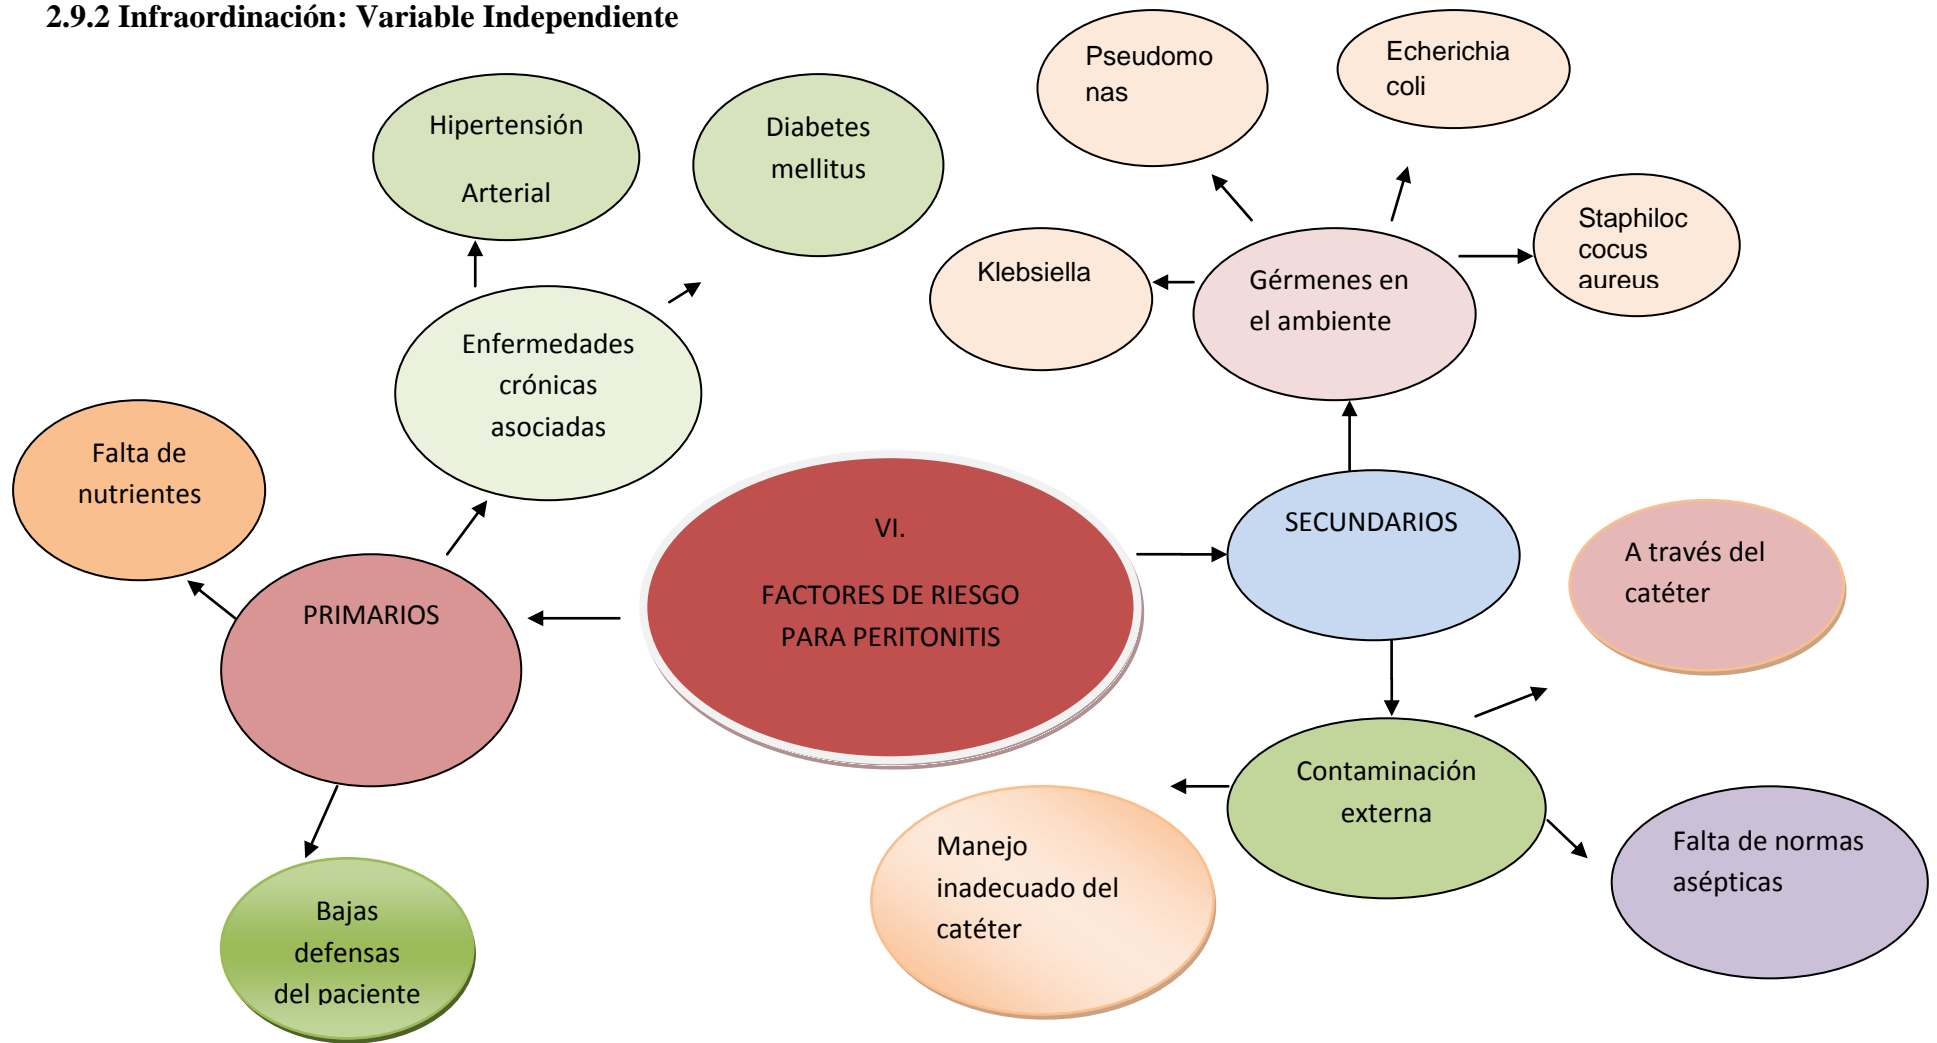 2.9.2 Infraordinación: Variable Independiente
Pseudomo
nas
Echerichia
coli
Hipertensión
Arterial
Diabetes
mellitus
Staphiloc
cocus
aureus
Klebsiella
Gérmenes en
el ambiente
Enfermedades
crónicas
asociadas
Falta de
nutrientes
VI.
FACTORES DE RIESGO
PARA PERITONITIS
SECUNDARIOS
A través del
catéter
PRIMARIOS
Contaminación
externa
Manejo
inadecuado del
catéter
Falta de normas
asépticas
Bajas
defensas
del paciente